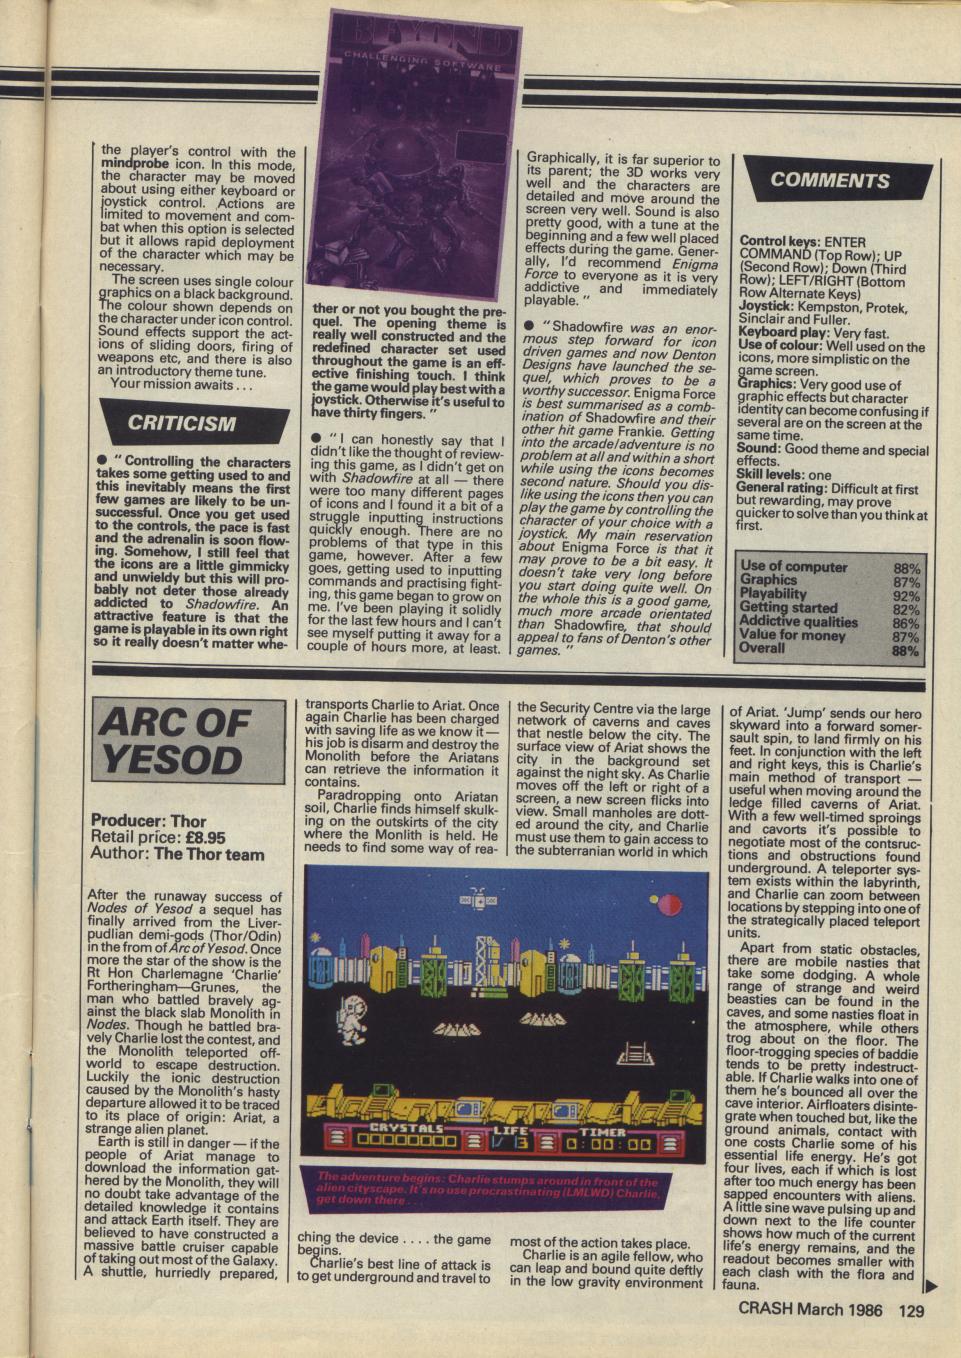 BEYOND
CHALLENGING SOFTWARE
the player's control with the
mindprobe icon. In this mode,
the character may be moved
about using either keyboard or
joystick control. Actions are
limited to movement and com-
bat when this option is selected
but it allows rapid deployment
of the character which may be
necessary.
The screen uses single colour
graphics on a black background.
The colour shown depends on
the character under icon control.
Sound effects support the act-
ions of sliding doors, firing of
weapons etc, and there is also
an introductory theme tune.
Your mission awaits . . .
CRITICISM
● " Controlling the characters
takes some getting used to and
this inevitably means the first
few games are likely to be un-
successful. Once you get used
to the controls, the pace is fast
and the adrenalin is soon flow-
ing. Somehow, I still feel that
the icons are a little gimmicky
and unwieldy but this will pro-
bably not deter those already
addicted to Shadowfire. An
attractive feature is that the
game is playable in its own right
so it really doesn't matter whe-
ther or not you bought the pre-
quel. The opening theme is
really well constructed and the
redefined character set used
throughout the game is an eff-
ective finishing touch. I think
the game would play best with a
joystick. Otherwise it's useful to
have thirty fingers. "
● " I can honestly say that I
didn't like the thought of review-
ing this game, as I didn't get on
with Shadowfire at all — there
were too many different pages
of icons and I found it a bit of a
struggle inputting instructions
quickly enough. There are no
problems of that type in this
game, however. After a few
goes, getting used to inputting
commands and practising fight-
ing, this game began to grow on
me. I've been playing it solidly
for the last few hours and I can't
see myself putting it away for a
couple of hours more, at least.
Graphically, it is far superior to
its parent; the 3D works very
well and the characters are
detailed and move around the
screen very well. Sound is also
pretty good, with a tune at the
beginning and a few well placed
effects during the game. Gener-
ally, I'd recommend Enigma
Force to everyone as it is very
addictive and immediately
playable. "
● " Shadowfire was an enor-
mous step forward for icon
driven games and now Denton
Designs have launched the se-
quel, which proves to be a
worthy successor. Enigma Force
is best summarised as a comb-
ination of Shadowfire and their
other hit game Frankie. Getting
into the arcade/adventure is no
problem at all and within a short
while using the icons becomes
second nature. Should you dis-
like using the icons then you can
play the game by controlling the
character of your choice with a
joystick. My main reservation
about Enigma Force is that it
may prove to be a bit easy. It
doesn't take very long before
you start doing quite well. On
the whole this is a good game,
much more arcade orientated
than Shadowfire, that should
appeal to fans of Denton's other
games. "
COMMENTS
Control keys: ENTER
COMMAND (Top Row); UP
(Second Row); Down (Third
Row); LEFT/RIGHT (Bottom
Row Alternate Keys)
Joystick: Kempston, Protek,
Sinclair and Fuller.
Keyboard play: Very fast.
Use of colour: Well used on the
icons, more simplistic on the
game screen.
Graphics: Very good use of
graphic effects but character
identity can become confusing if
several are on the screen at the
same time.
Sound: Good theme and special
effects.
Skill levels: one
General rating: Difficult at first
but rewarding, may prove
quicker to solve than you think at
first.
Use of computer 88%
Graphics 87%
Playability 92%
Getting started 82%
Addictive qualities 86%
Value for money 87%
Overall 88%
ARC OF
YESOD
Producer: Thor
Retail price: £8.95
Author: The Thor team
After the runaway success of
Nodes of Yesod a sequel has
finally arrived from the Liver-
pudlian demi-gods (Thor/Odin)
in the from of Arc of Yesod. Once
more the star of the show is the
Rt Hon Charlemagne 'Charlie'
Fortheringham—Grunes, the
man who battled bravely ag-
ainst the black slab Monolith in
Nodes. Though he battled bra-
vely Charlie lost the contest, and
the Monolith teleported off-
world to escape destruction.
Luckily the ionic destruction
caused by the Monolith's hasty
departure allowed it to be traced
to its place of origin: Ariat, a
strange alien planet.
Earth is still in danger — if the
people of Ariat manage to
download the information gat-
hered by the Monolith, they will
no doubt take advantage of the
detailed knowledge it contains
and attack Earth itself. They are
believed to have constructed a
massive battle cruiser capable
of taking out most of the Galaxy.
A shuttle, hurriedly prepared,
transports Charlie to Ariat. Once
again Charlie has been charged
with saving life as we know it —
his job is disarm and destroy the
Monolith before the Ariatans
can retrieve the information it
contains.
Paradropping onto Ariatan
soil, Charlie finds himself skulk-
ing on the outskirts of the city
where the Monlith is held. He
needs to find some way of rea-
ching the device . . . . the game
begins.
Charlie's best line of attack is
to get underground and travel to
the Security Centre via the large
network of caverns and caves
that nestle below the city. The
surface view of Ariat shows the
city in the background set
against the night sky. As Charlie
moves off the left or right of a
screen, a new screen flicks into
view. Small manholes are dott-
ed around the city, and Charlie
must use them to gain access to
the subterranian world in which
most of the action takes place.
Charlie is an agile fellow, who
can leap and bound quite deftly
in the low gravity environment
of Ariat. 'Jump' sends our hero
skyward into a forward somer-
sault spin, to land firmly on his
feet. In conjunction with the left
and right keys, this is Charlie's
main method of transport —
useful when moving around the
ledge filled caverns of Ariat.
With a few well-timed sproings
and cavorts it's possible to
negotiate most of the contsruc-
tions and obstructions found
underground. A teleporter sys-
tem exists within the labyrinth,
and Charlie can zoom between
locations by stepping into one of
the strategically placed teleport
units.
Apart from static obstacles,
there are mobile nasties that
take some dodging. A whole
range of strange and weird
beasties can be found in the
caves, and some nasties float in
the atmosphere, while others
trog about on the floor. The
floor-trogging species of baddie
tends to be pretty indestruct-
able. If Charlie walks into one of
them he's bounced all over the
cave interior. Airfloaters disinte-
grate when touched but, like the
ground animals, contact with
one costs Charlie some of his
essential life energy. He's got
four lives, each if which is lost
after too much energy has been
sapped encounters with aliens.
A little sine wave pulsing up and
down next to the life counter
shows how much of the current
life's energy remains, and the
readout becomes smaller with
each clash with the flora and
fauna.
CRYSTALS LIFE TIMER
00000000 3 0:00:00
The adventure begins: Charlie stumps around in front of the
alien cityscape. It's no use procrastinating (LMLWD) Charlie,
get down there . . .
CRASH March 1986 129